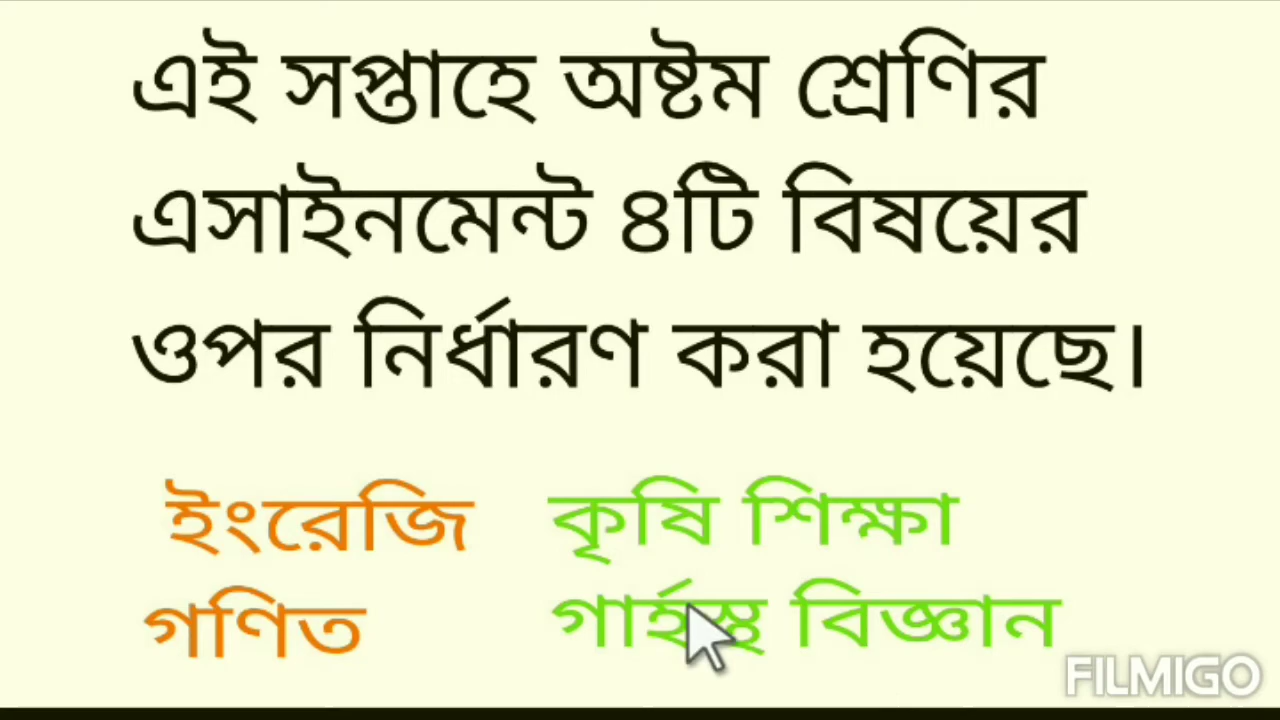 এই সপ্তাহে অষ্টম শ্রেণির
এসাইনমেন্ট ৪টি বিষয়ের
ওপর নির্ধারণ করা হয়েছে।
ইংরেজি কৃষি শিক্ষা
গণিত গার্হস্থ বিজ্ঞান
FILMIGO